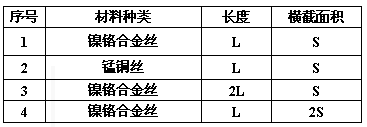 序号 材料种类 长度 横截面积
1 镍铬合金丝 L S
2 锰铜丝 L S
3 镍铬合金丝 2L S
4 镍铬合金丝 L 2S